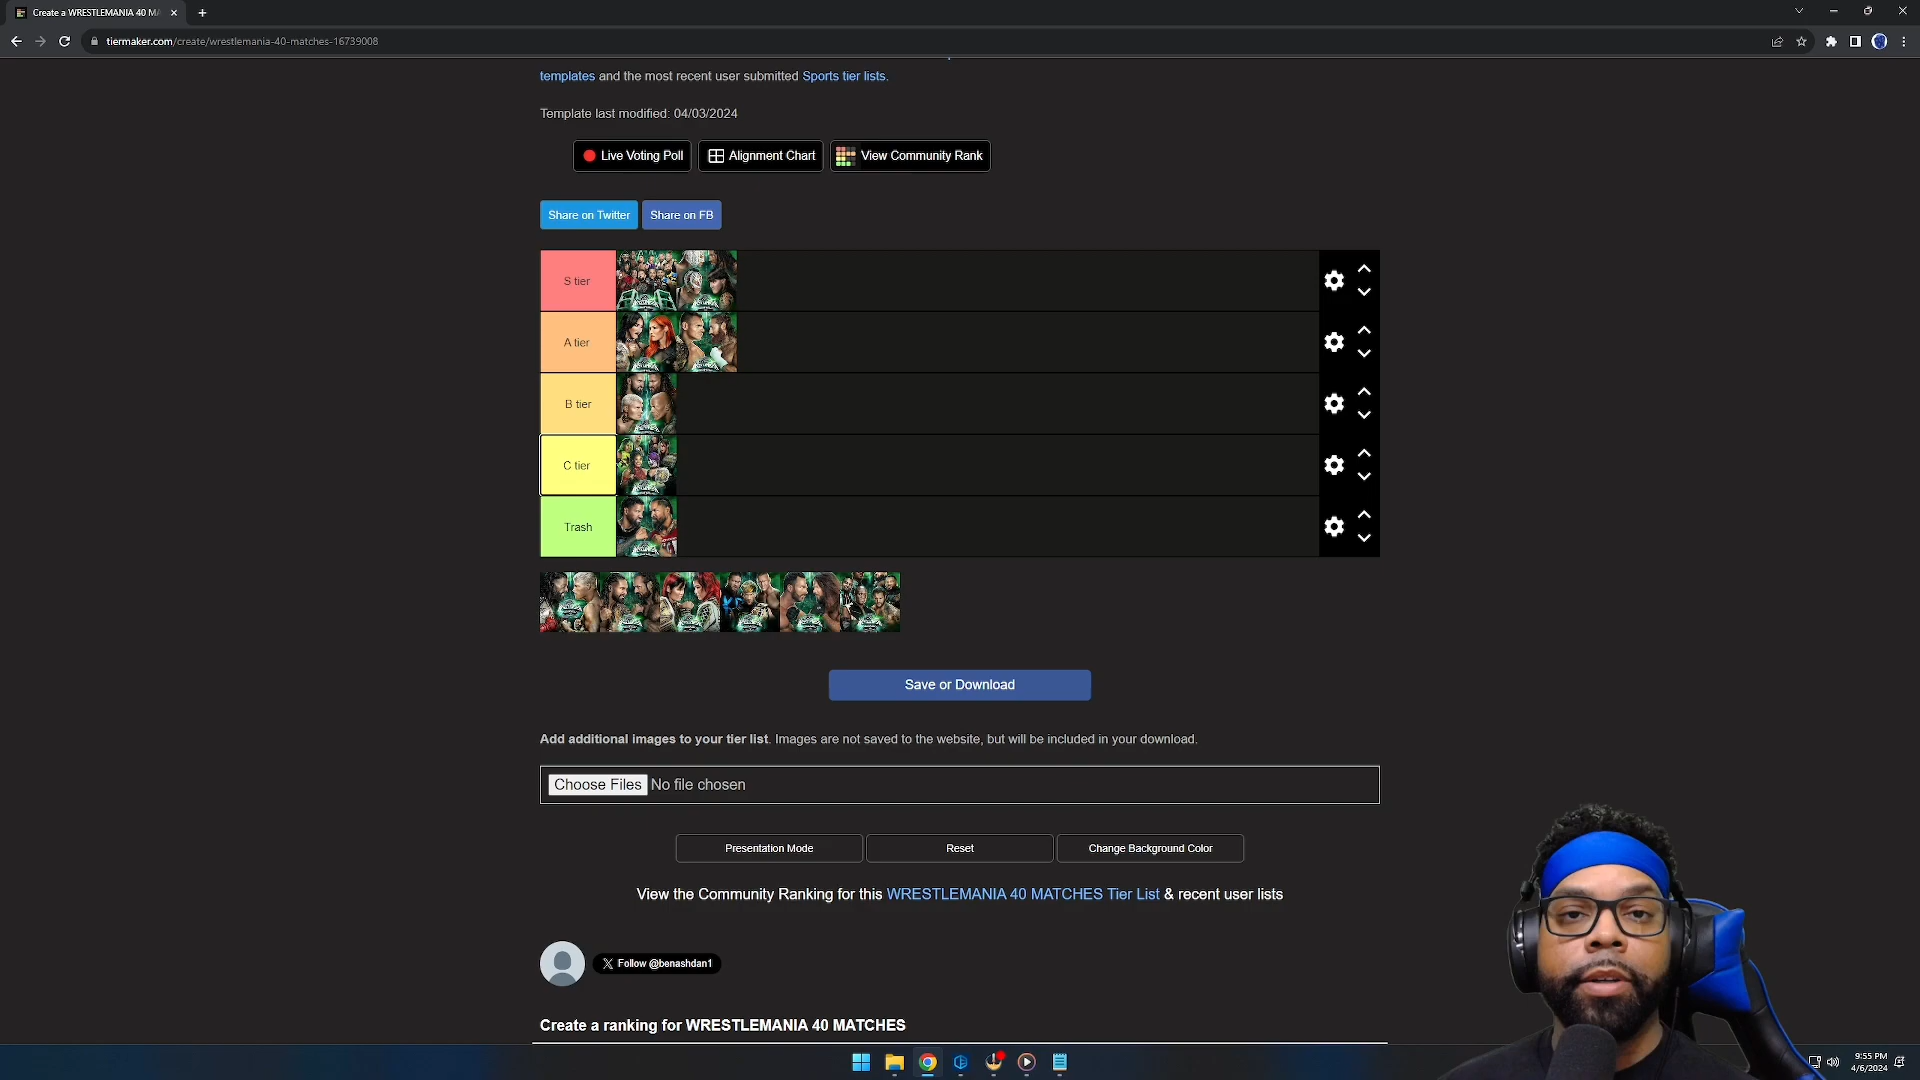 Create a WRESTLEMANIA 40 MA
tiermaker.com/create/wrestlemania-40-matches-16739008
templates and the most recent user submitted Sports tier lists.
Template last modified: 04/03/2024
Live Voting Poll
Alignment Chart
View Community Rank
Share on Twitter
Share on FB
S tier
A tier
B tier
C tier
Trash
Save or Download
Add additional images to your tier list. Images are not saved to the website, but will be included in your download.
Choose Files No file chosen
Presentation Mode
Reset
Change Background Color
View the Community Ranking for this WRESTLEMANIA 40 MATCHES Tier List & recent user lists
Follow @benashdan1
Create a ranking for WRESTLEMANIA 40 MATCHES
9:55 PM
4/6/2024